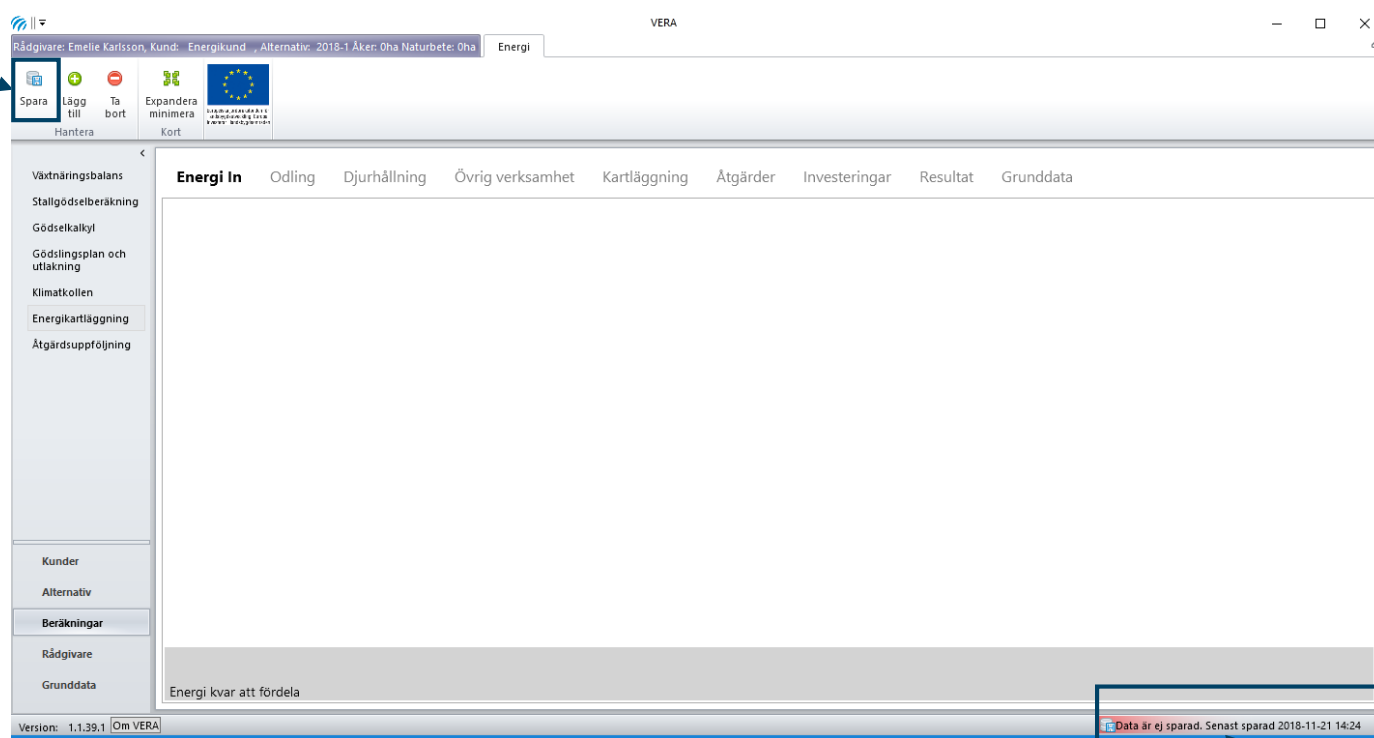 VERA
Rådgivare: Emelie Karlsson, Kund: Energikund , Alternativ: 2018-1 Åker: 0ha Naturbete: 0ha
Energi
Spara
Lägg till
Ta bort
Expandera minimera
Hantera
Kort
Växtnäringsbalans
Stallgödselberäkning
Gödselkalkyl
Gödslingsplan och
utlakning
Klimatkollen
Energikartläggning
Åtgärdsuppföljning
Energi In Odling Djurhållning Övrig verksamhet Kartläggning Åtgärder Investeringar Resultat Grunddata
Kunder
Alternativ
Beräkningar
Rådgivare
Grunddata
Energi kvar att fördela
Version: 1.1.39.1 Om VERA
Data är ej sparad. Senast sparad 2018-11-21 14:24